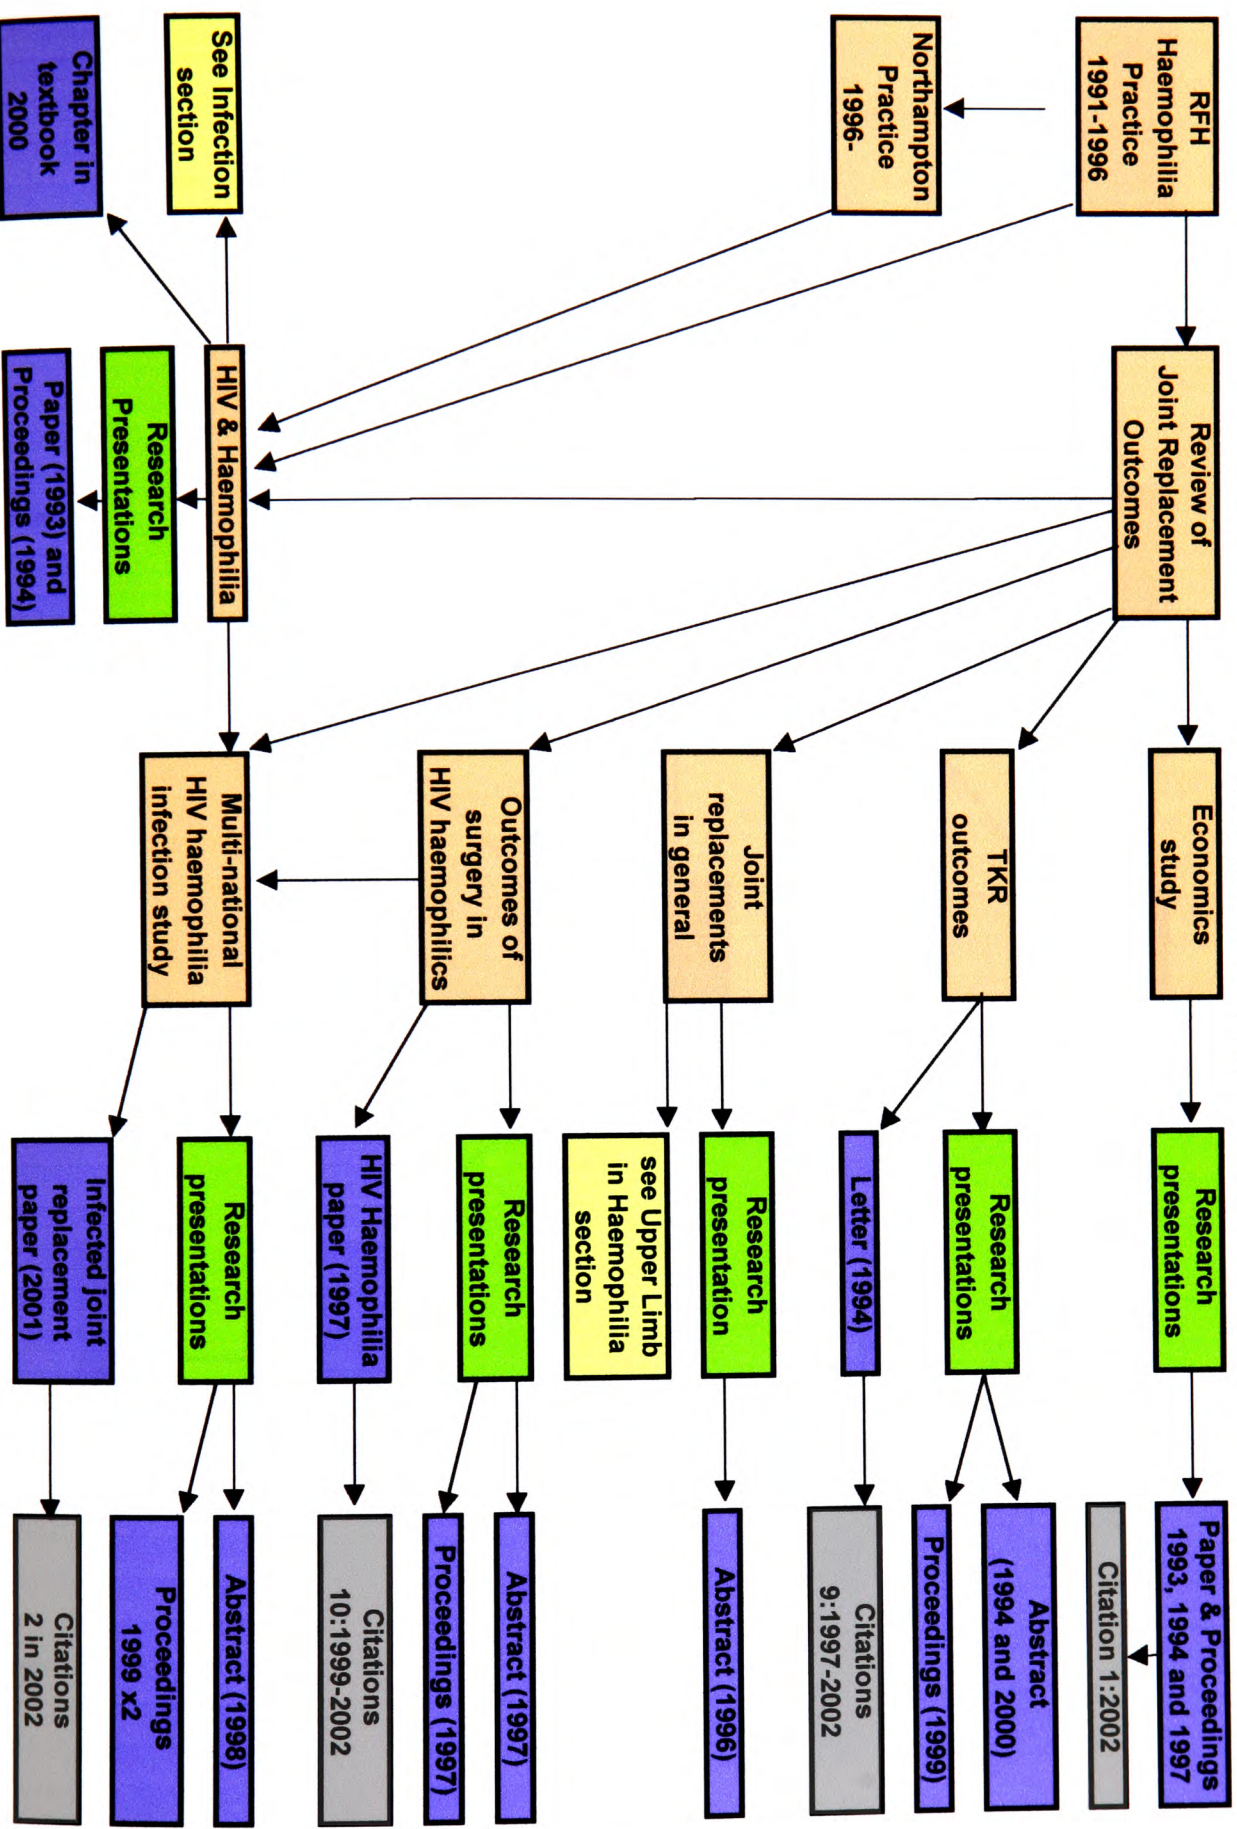 RFH
Haemophilia
Practice
1991-1996
Review of
Joint Replacement
Outcomes
Economics
study
Research
presentations
Paper & Proceedings
1993, 1994 and 1997
Citation 1:2002
TKR
outcomes
Research
presentations
Abstract
(1994 and 2000)
Proceedings (1999)
Letter (1994)
Citations
9:1997-2002
Northampton
Practice
1996-
Joint
replacements
in general
Research
presentation
Abstract (1996)
see Upper Limb
in Haemophilia
section
Outcomes of
surgery in
HIV haemophilics
Research
presentations
Abstract (1997)
Proceedings (1997)
HIV Haemophilia
paper (1997)
Citations
10:1999-2002
See Infection
section
HIV & Haemophilia
Multi-national
HIV haemophilia
infection study
Research
presentations
Abstract (1998)
Proceedings
1999 x2
Chapter in
textbook
2000
Research
Presentations
Paper (1993) and
Proceedings (1994)
Infected joint
replacement
paper (2001)
Citations
2 in 2002